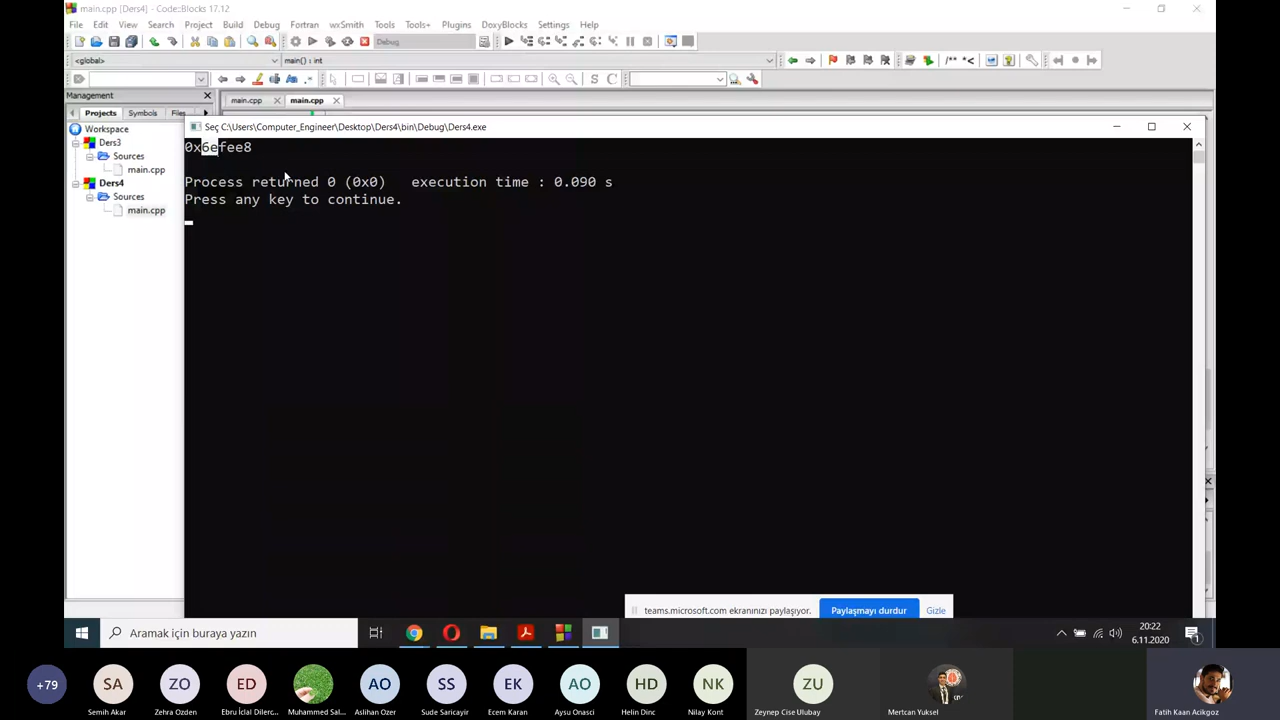 main.cpp [Ders4] - Code::Blocks 17.12
File Edit View Search Project Build Debug Fortran wxSmith Tools Tools+ Plugins DoxyBlocks Settings Help
Debug
<global> main() : int
/** *<
S C
Management
main.cpp main.cpp
Projects Symbols Files
Workspace
Ders3
Sources
main.cpp
Ders4
Sources
main.cpp
Seç C:\Users\Computer_Engineer\Desktop\Ders4\bin\Debug\Ders4.exe
0x6efee8
Process returned 0 (0x0) execution time : 0.090 s
Press any key to continue.
teams.microsoft.com ekranınızı paylaşıyor. Paylaşmayı durdur Gizle
Aramak için buraya yazın
20:22
6.11.2020
1
+79 SA ZO ED AO SS EK AO HD NK ZU
Semih Akar Zehra Ozden Ebru İclal Dilerc... Muhammed Sal... Aslihan Ozer Sude Saricayir Ecem Karan Aysu Onasci Helin Dinc Nilay Kont Zeynep Cise Ulubay Mertcan Yuksel Fatih Kaan Acikgoz